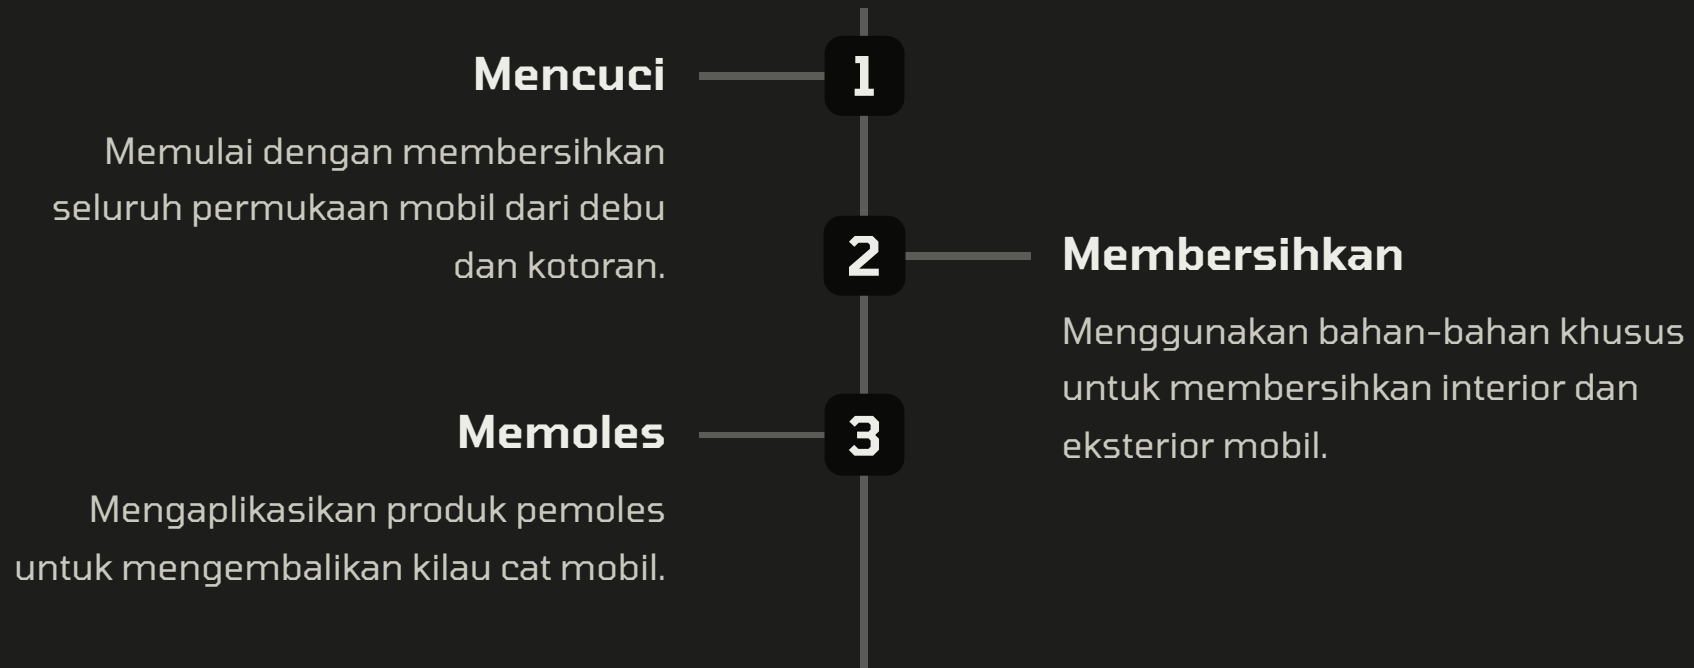 1
Mencuci
Memulai dengan membersihkan
seluruh permukaan mobil dari debu
dan kotoran.
2
Membersihkan
Menggunakan bahan-bahan khusus
untuk membersihkan interior dan
eksterior mobil.
3
Memoles
Mengaplikasikan produk pemoles
untuk mengembalikan kilau cat mobil.